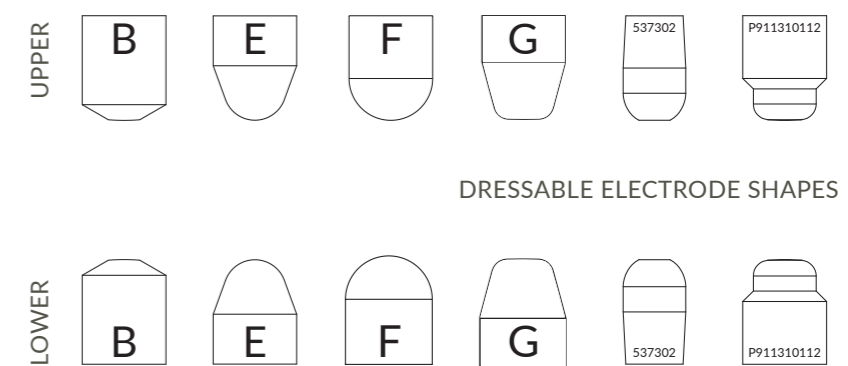 UPPER
B E F G 537302 P911310112
DRESSABLE ELECTRODE SHAPES
LOWER
B E F G 537302 P911310112